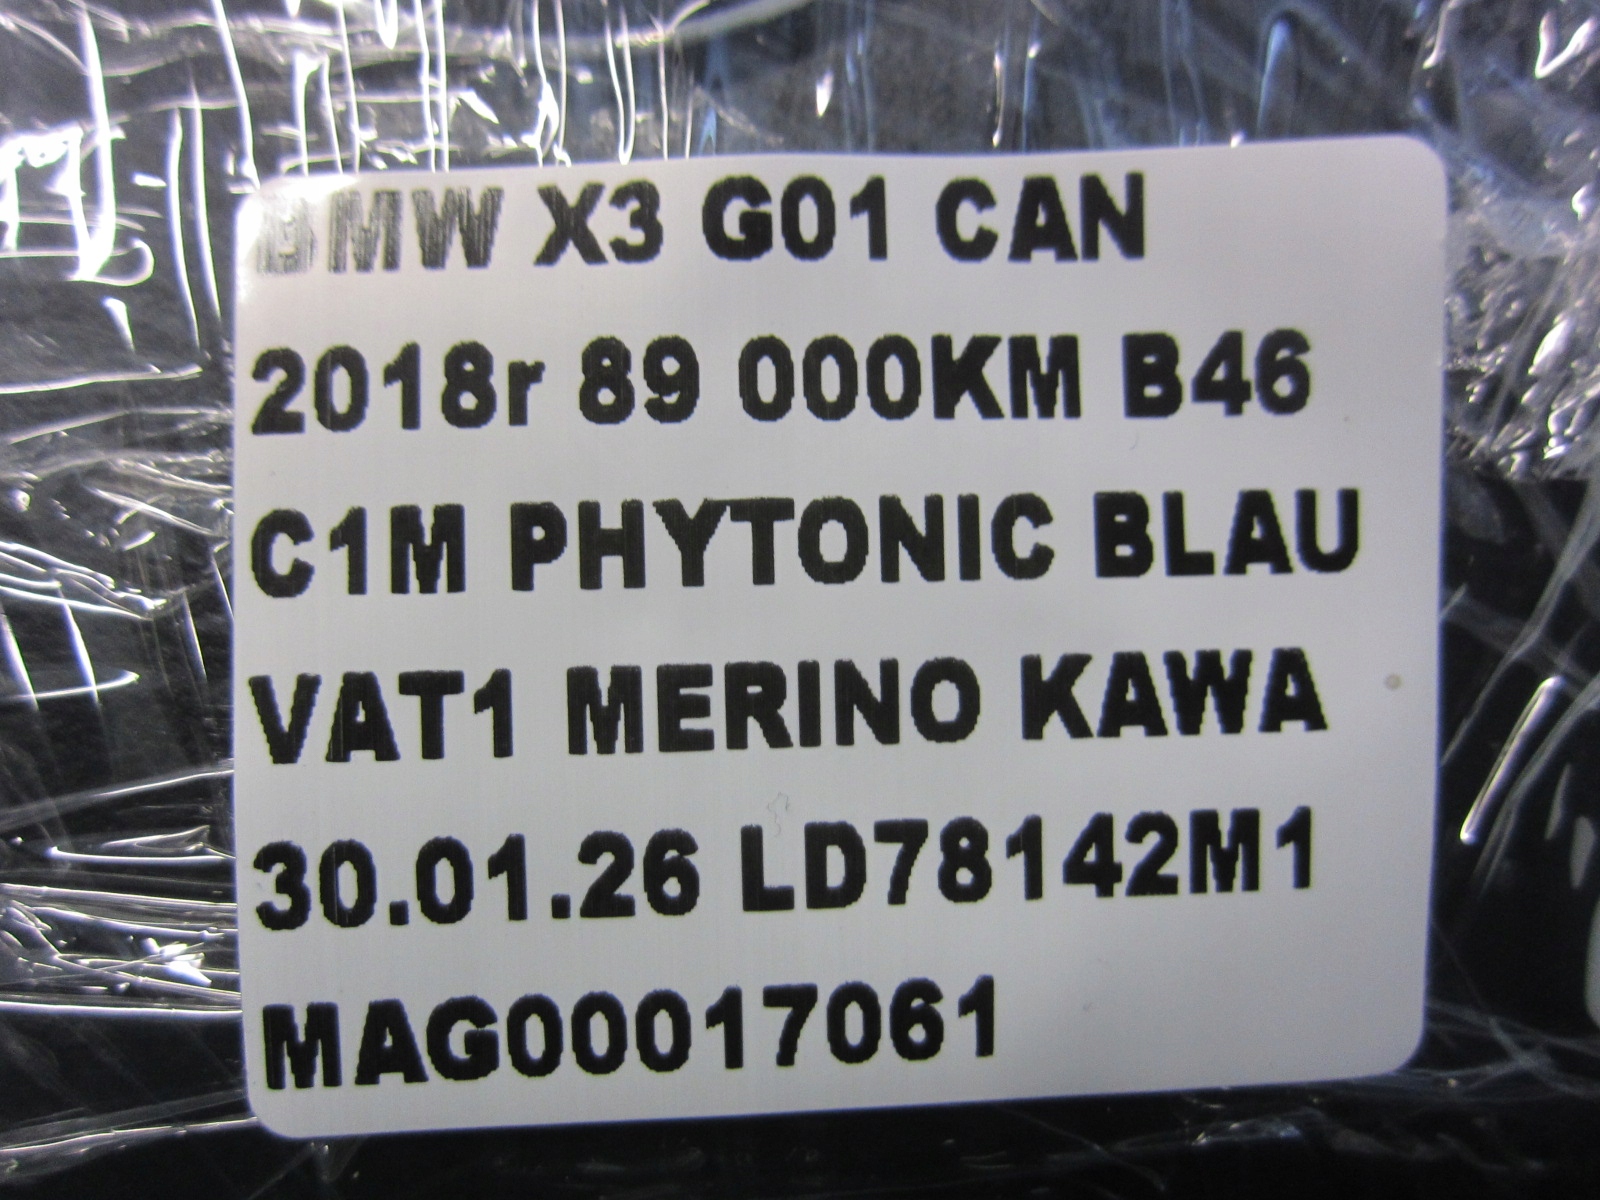 BMW X3 G01 CAN
2018r 89 000KM B46
C1M PHYTONIC BLAU
VAT1 MERINO KAWA
30.01.26 LD78142M1
MAG00017061